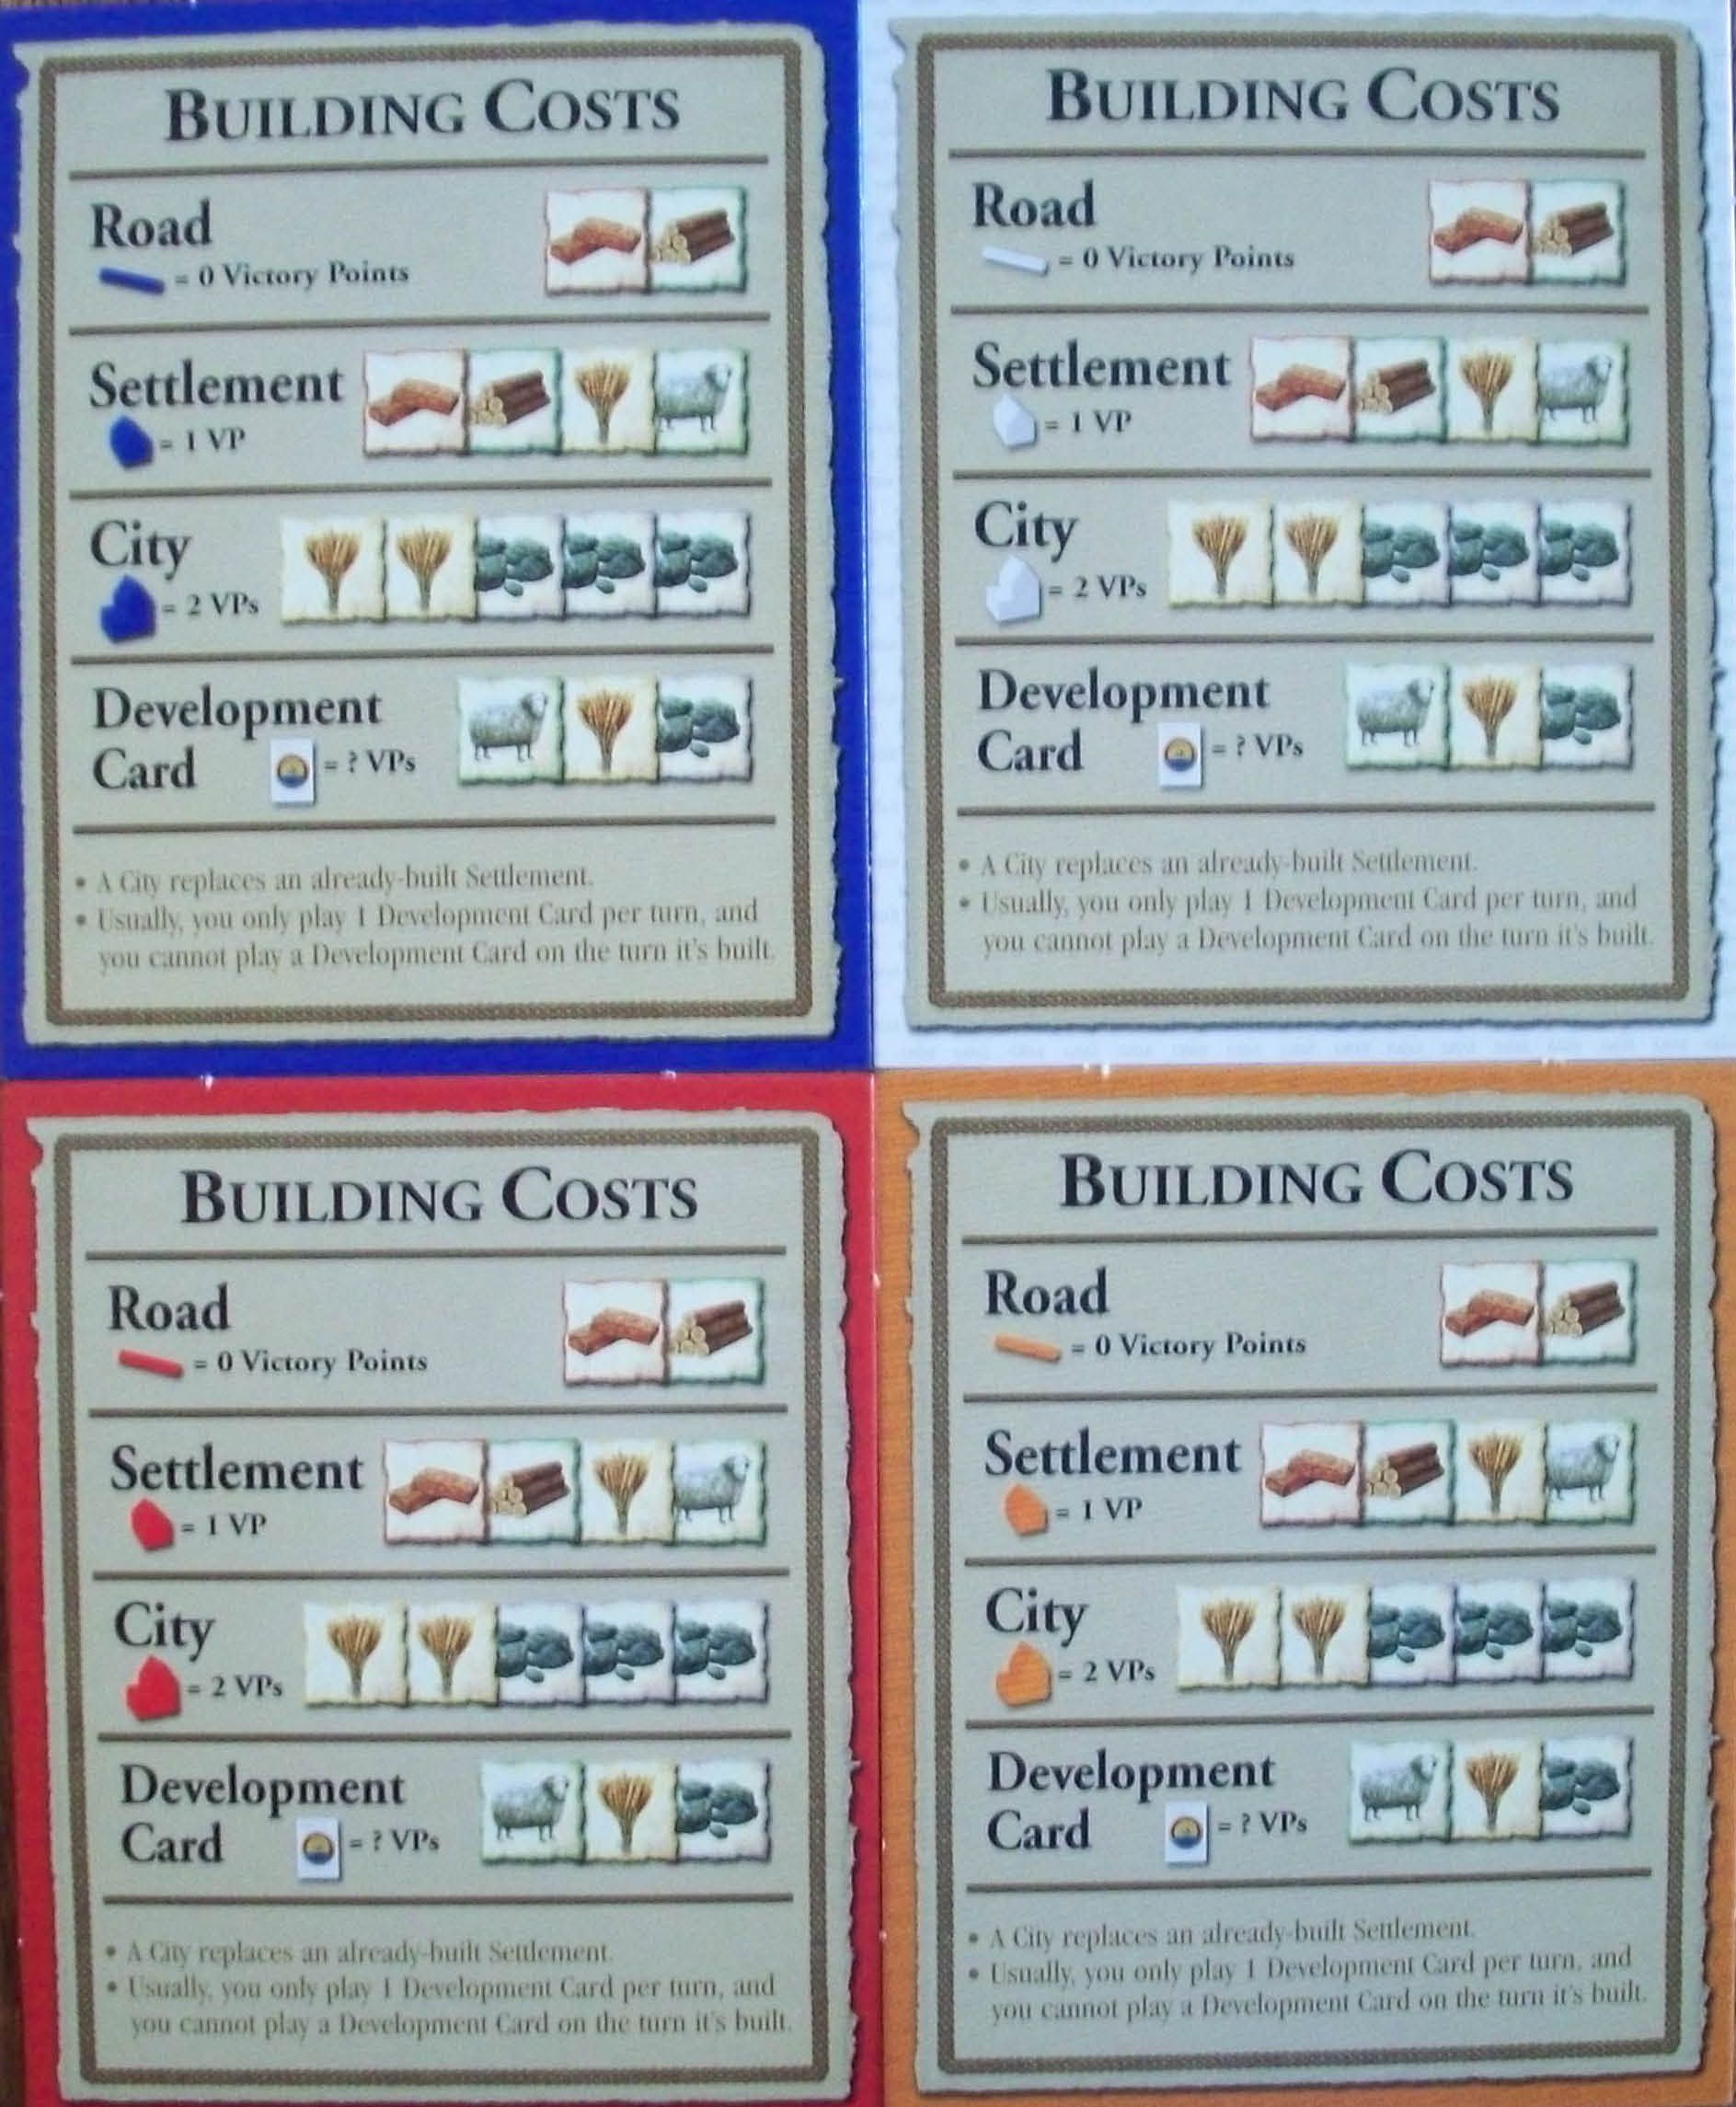 BUILDING COSTS
Road
= 0 Victory Points
Settlement
= 1 VP
City
= 2 VPs
Development
Card = ? VPs
• A City replaces an already-built Settlement.
• Usually, you only play 1 Development Card per turn, and
you cannot play a Development Card on the turn it's built.
BUILDING COSTS
Road
= 0 Victory Points
Settlement
= 1 VP
City
= 2 VPs
Development
Card = ? VPs
• A City replaces an already-built Settlement.
• Usually, you only play 1 Development Card per turn, and
you cannot play a Development Card on the turn it's built.
BUILDING COSTS
Road
= 0 Victory Points
Settlement
= 1 VP
City
= 2 VPs
Development
Card = ? VPs
• A City replaces an already-built Settlement.
• Usually, you only play 1 Development Card per turn, and
you cannot play a Development Card on the turn it's built.
BUILDING COSTS
Road
= 0 Victory Points
Settlement
= 1 VP
City
= 2 VPs
Development
Card = ? VPs
• A City replaces an already-built Settlement.
• Usually, you only play 1 Development Card per turn, and
you cannot play a Development Card on the turn it's built.